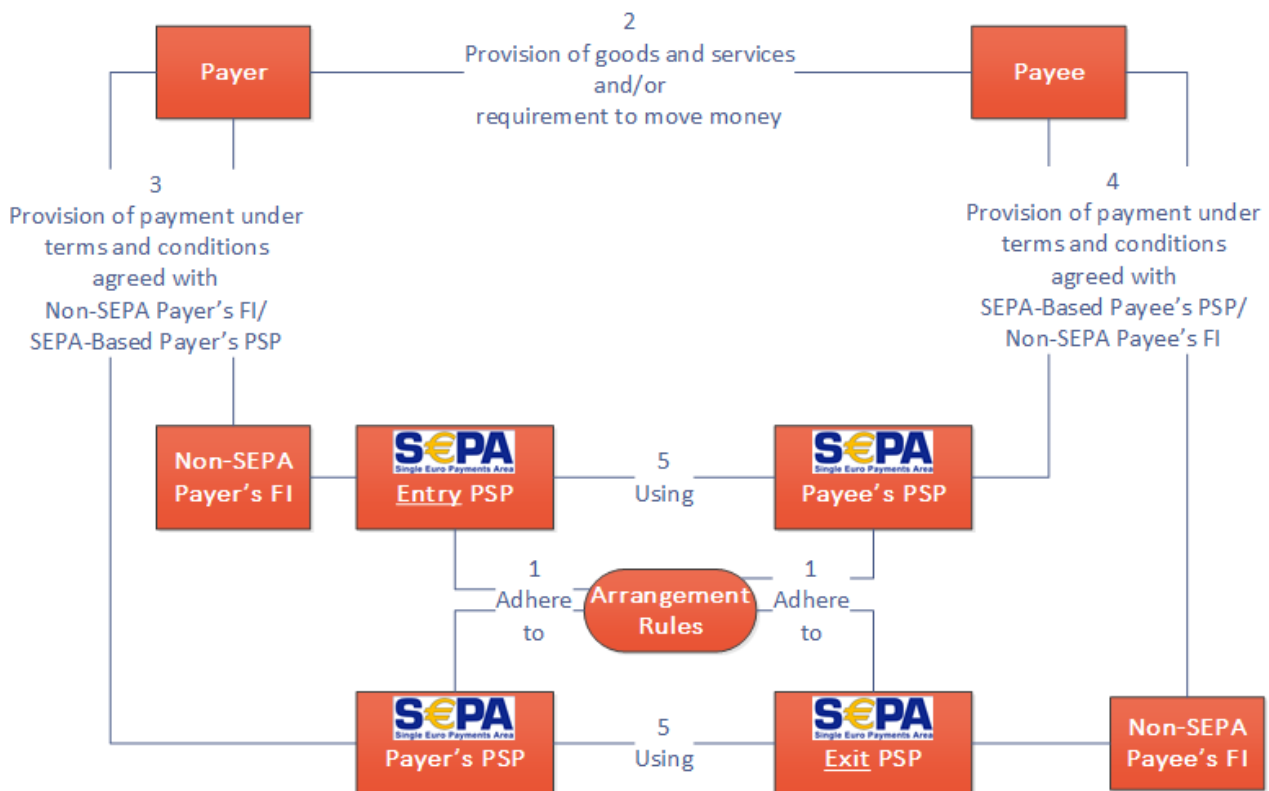 2
Provision of goods and services
and/or
requirement to move money
Payer
Payee
3
Provision of payment under
terms and conditions
agreed with
Non-SEPA Payer's FI/
SEPA-Based Payer's PSP
4
Provision of payment under
terms and conditions
agreed with
SEPA-Based Payee's PSP/
Non-SEPA Payee's FI
Non-SEPA
Payer's FI
S€PA
Single Euro Payments Area
Entry PSP
5
Using
S€PA
Single Euro Payments Area
Payee's PSP
1
Adhere
to
Arrangement
Rules
1
Adhere
to
S€PA
Single Euro Payments Area
Payer's PSP
5
Using
S€PA
Single Euro Payments Area
Exit PSP
Non-SEPA
Payee's FI